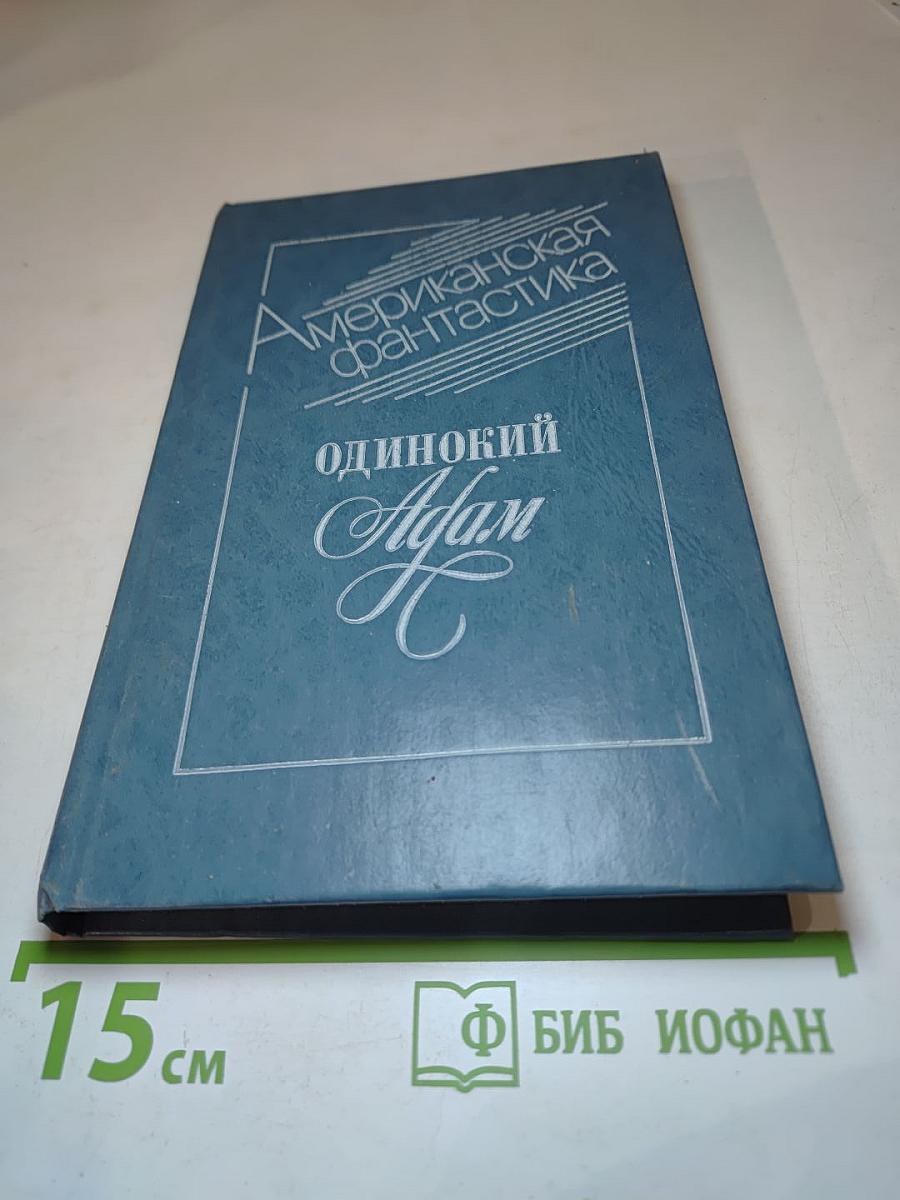 Американская
фантастика
ОДИНОКИЙ
Адам
15 см
Ф БИБ ИОФАН